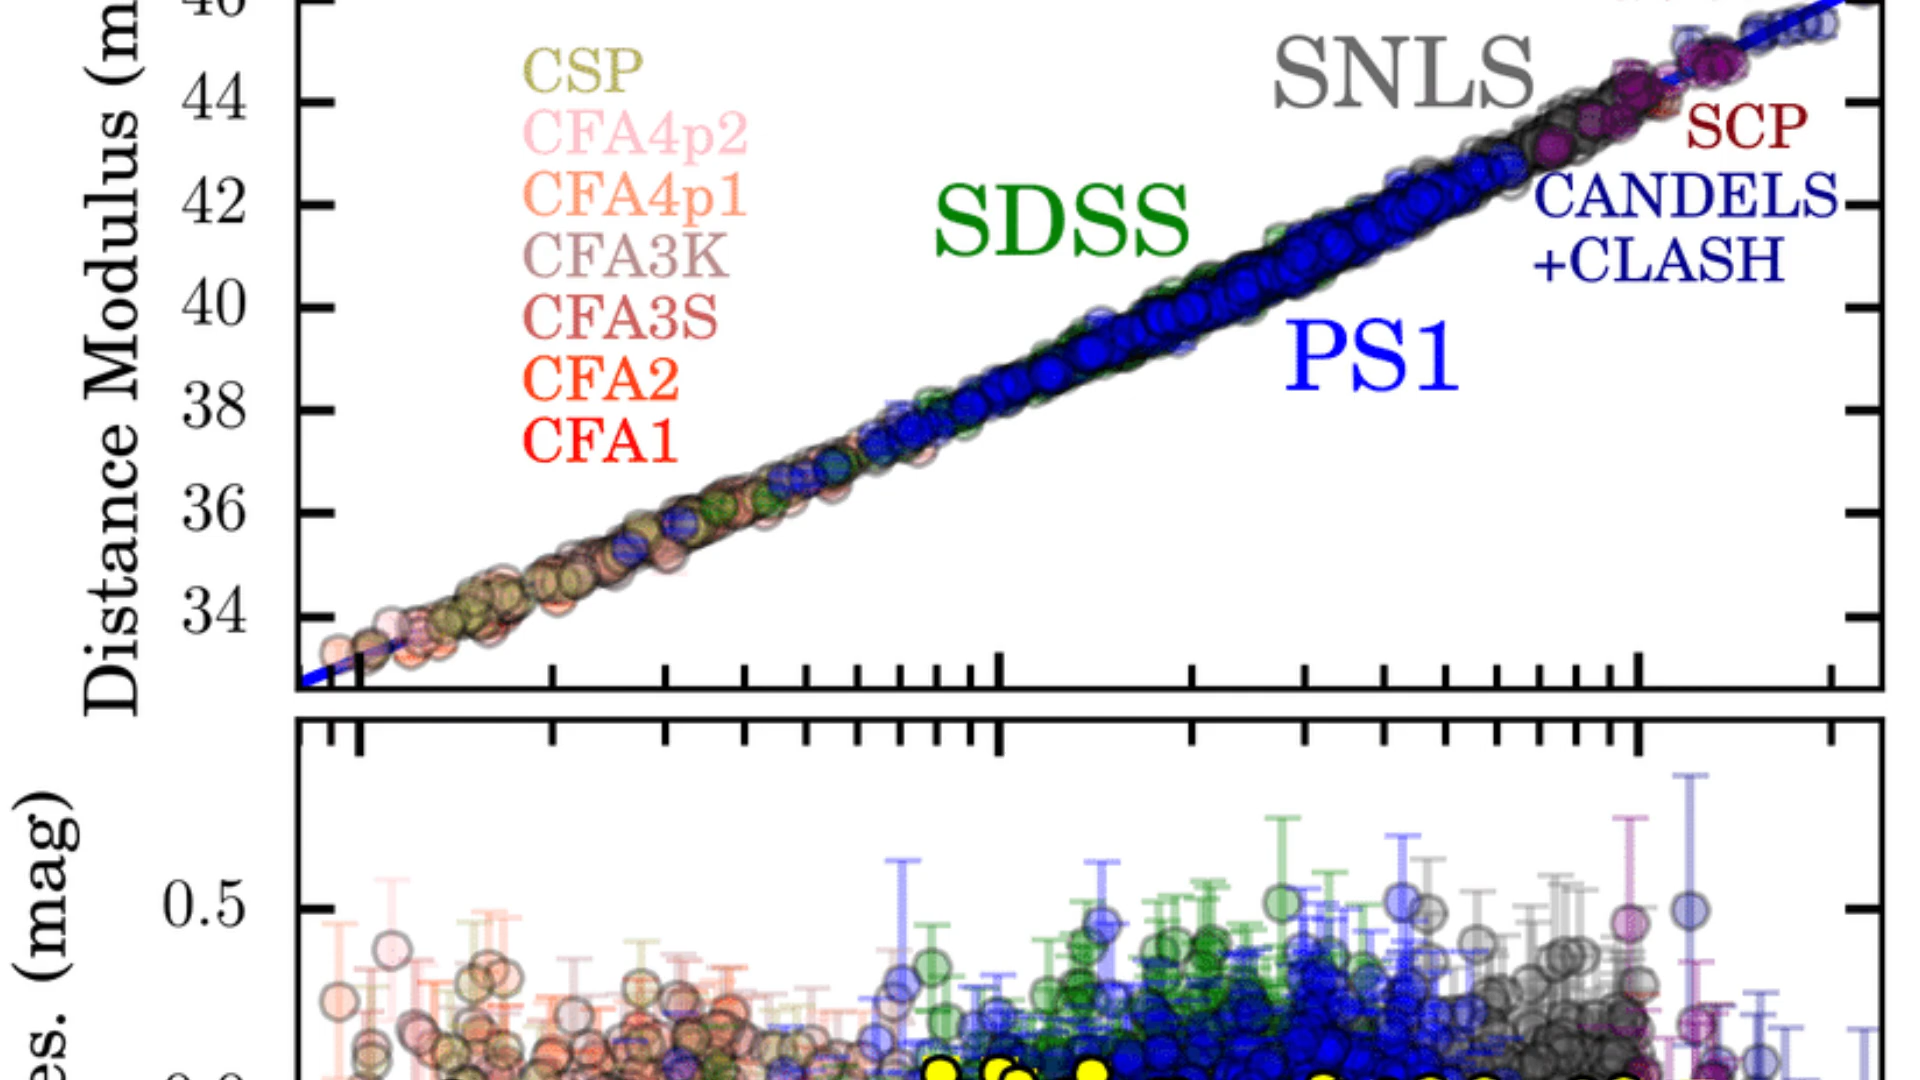 Distance Modulus (m
44
42
40
38
36
34
CSP
CFA4p2
CFA4p1
CFA3K
CFA3S
CFA2
CFA1
SDSS
SNLS
PS1
SCP
CANDELS
+CLASH
es. (mag)
0.5